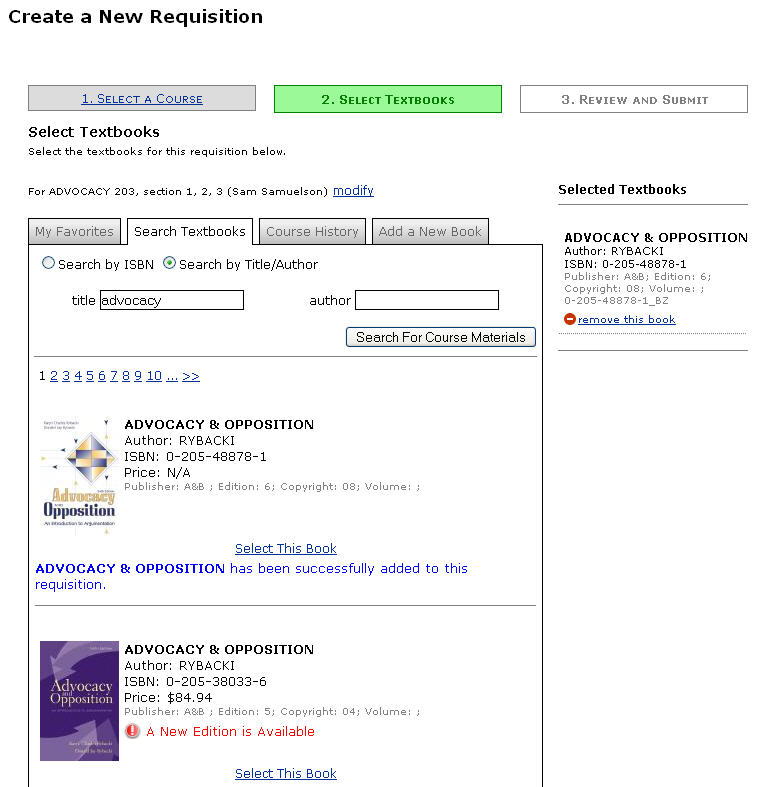 Create a New Requisition
1. Select a Course
2. Select Textbooks
3. Review and Submit
Select Textbooks
Select the textbooks for this requisition below.
For ADVOCACY 203, section 1, 2, 3 (Sam Samuelson) modify
My Favorites
Search Textbooks
Course History
Add a New Book
Search by ISBN
Search by Title/Author
title advocacy
author
Search For Course Materials
1 2 3 4 5 6 7 8 9 10 ... >>
Advocacy
Opposition
An Introduction to Argumentation
ADVOCACY & OPPOSITION
Author: RYBACKI
ISBN: 0-205-48878-1
Price: N/A
Publisher: A&B ; Edition: 6; Copyright: 08; Volume: ;
Select This Book
ADVOCACY & OPPOSITION has been successfully added to this
requisition.
Advocacy
and
Opposition
ADVOCACY & OPPOSITION
Author: RYBACKI
ISBN: 0-205-38033-6
Price: $84.94
Publisher: A&B ; Edition: 5; Copyright: 04; Volume: ;
A New Edition is Available
Select This Book
Selected Textbooks
ADVOCACY & OPPOSITION
Author: RYBACKI
ISBN: 0-205-48878-1
Publisher: A&B; Edition: 6;
Copyright: 08; Volume: ;
0-205-48878-1_BZ
remove this book